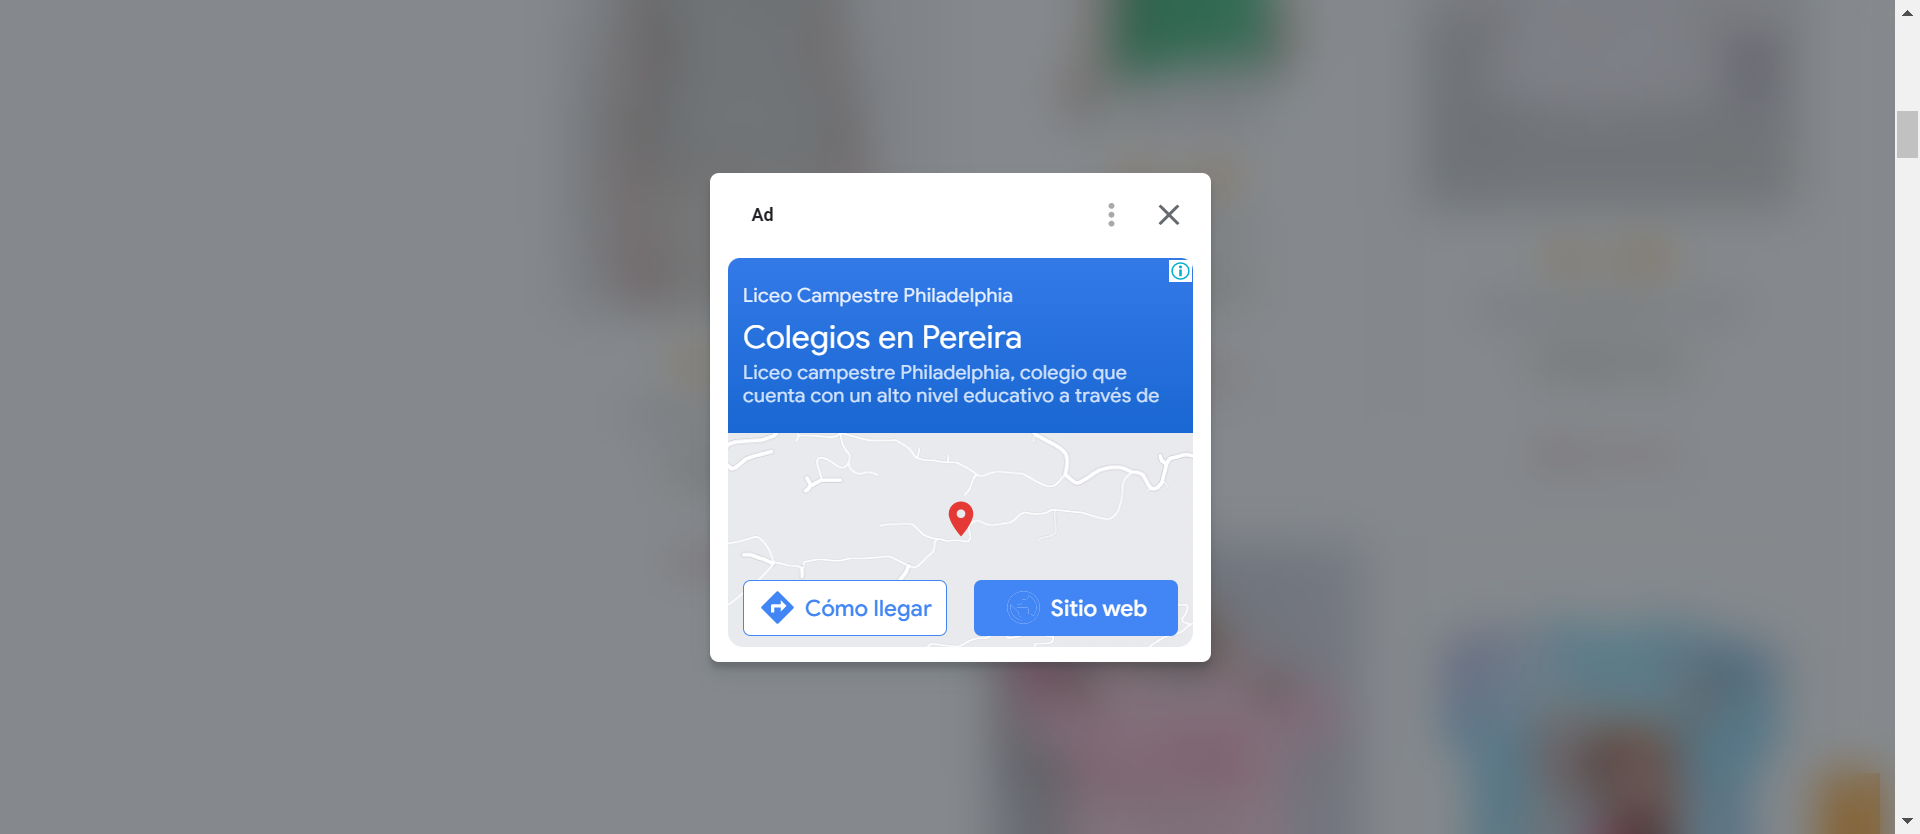 Ad
Liceo Campestre Philadelphia
Colegios en Pereira
Liceo campestre Philadelphia, colegio que
cuenta con un alto nivel educativo a través de
Cómo llegar
Sitio web